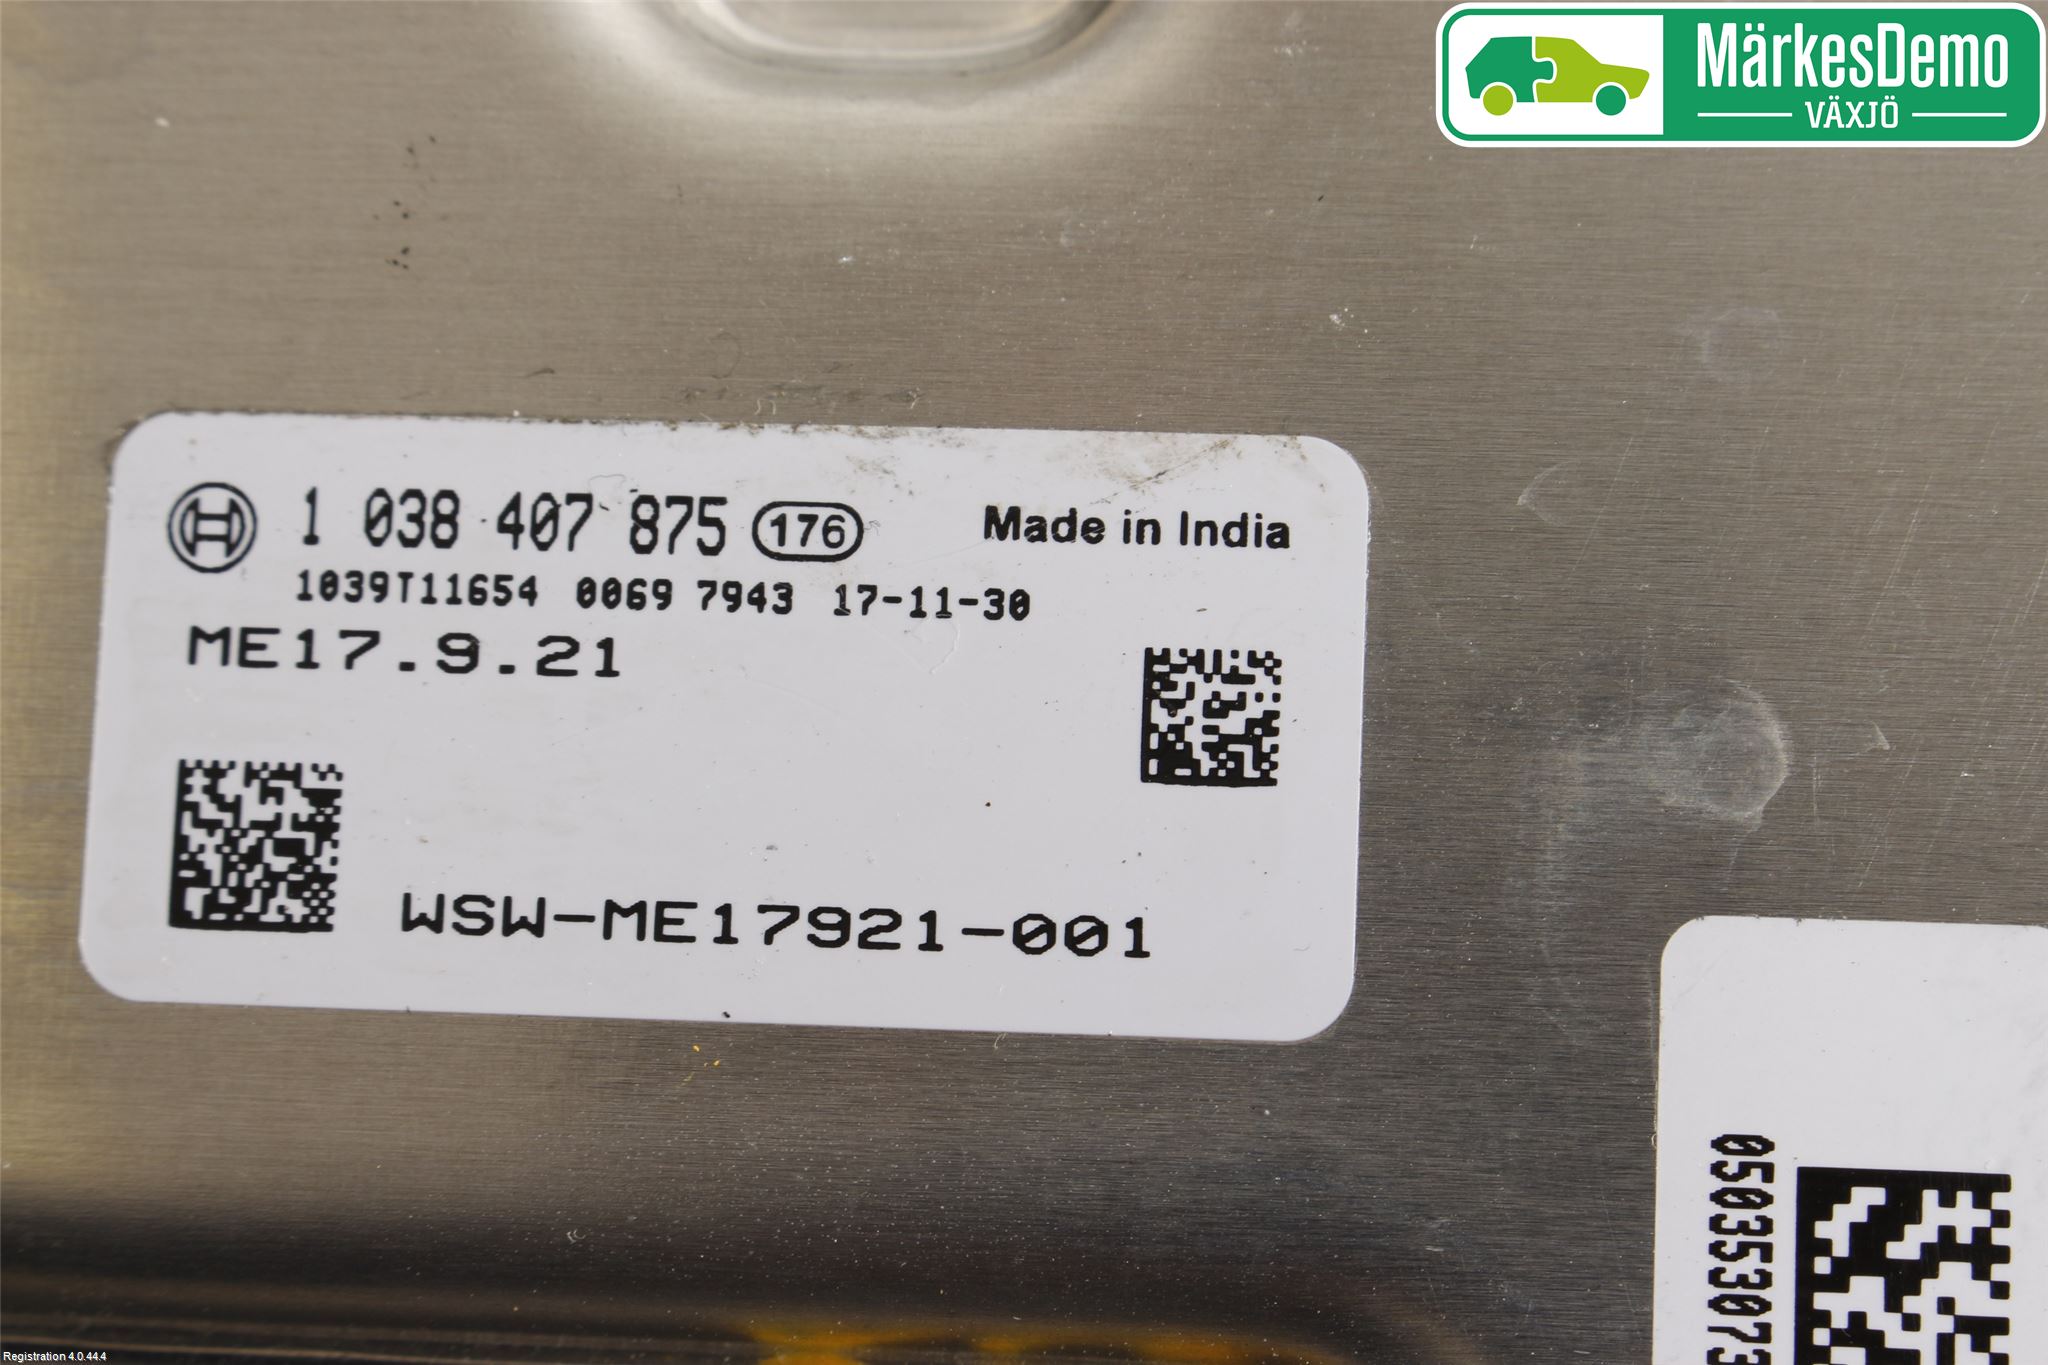 MärkesDemo
VÄXJÖ
1 038 407 875 176 Made in India
1039T11654 0069 7943 17-11-30
ME17.9.21
WSW-ME17921-001
050353073
Registration 4.0.44.4